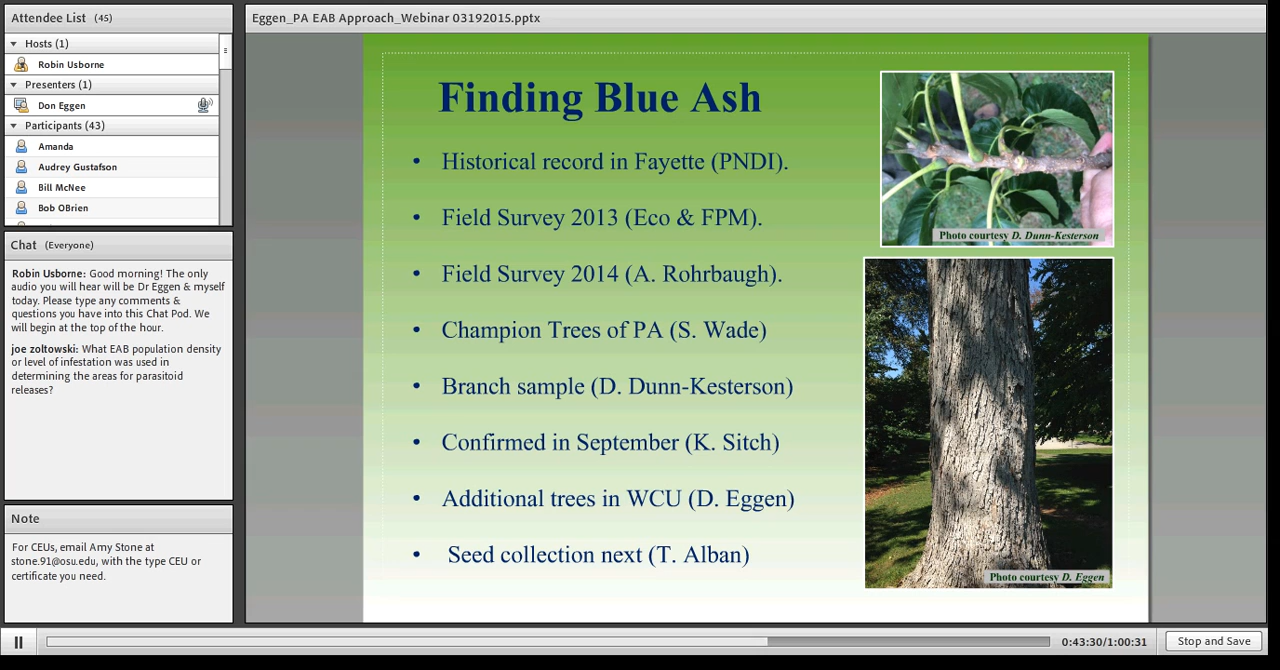 Attendee List (45)
Hosts (1)
Robin Usborne
Presenters (1)
Don Eggen
Participants (43)
Amanda
Audrey Gustafson
Bill McNee
Bob OBrien
Chat (Everyone)
Robin Usborne: Good morning! The only
audio you will hear will be Dr Eggen & myself
today. Please type any comments &
questions you have into this Chat Pod. We
will begin at the top of the hour.
joe zoltowski: What EAB population density
or level of infestation was used in
determining the areas for parasitoid
releases?
Note
For CEUs, email Amy Stone at
stone.91@osu.edu, with the type CEU or
certificate you need.
Eggen_PA EAB Approach_Webinar 03192015.pptx
Finding Blue Ash
• Historical record in Fayette (PNDI).
• Field Survey 2013 (Eco & FPM).
• Field Survey 2014 (A. Rohrbaugh).
• Champion Trees of PA (S. Wade)
• Branch sample (D. Dunn-Kesterson)
• Confirmed in September (K. Sitch)
• Additional trees in WCU (D. Eggen)
• Seed collection next (T. Alban)
Photo courtesy D. Dunn-Kesterson
Photo courtesy D. Eggen
0:43:30/1:00:31
Stop and Save